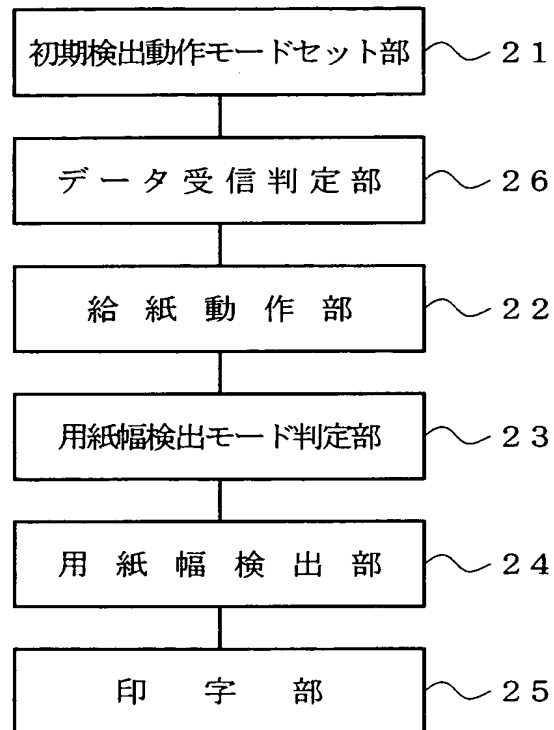 初期検出動作モードセット部 21
データ受信判定部 26
給紙動作部 22
用紙幅検出モード判定部 23
用紙幅検出部 24
印字部 25